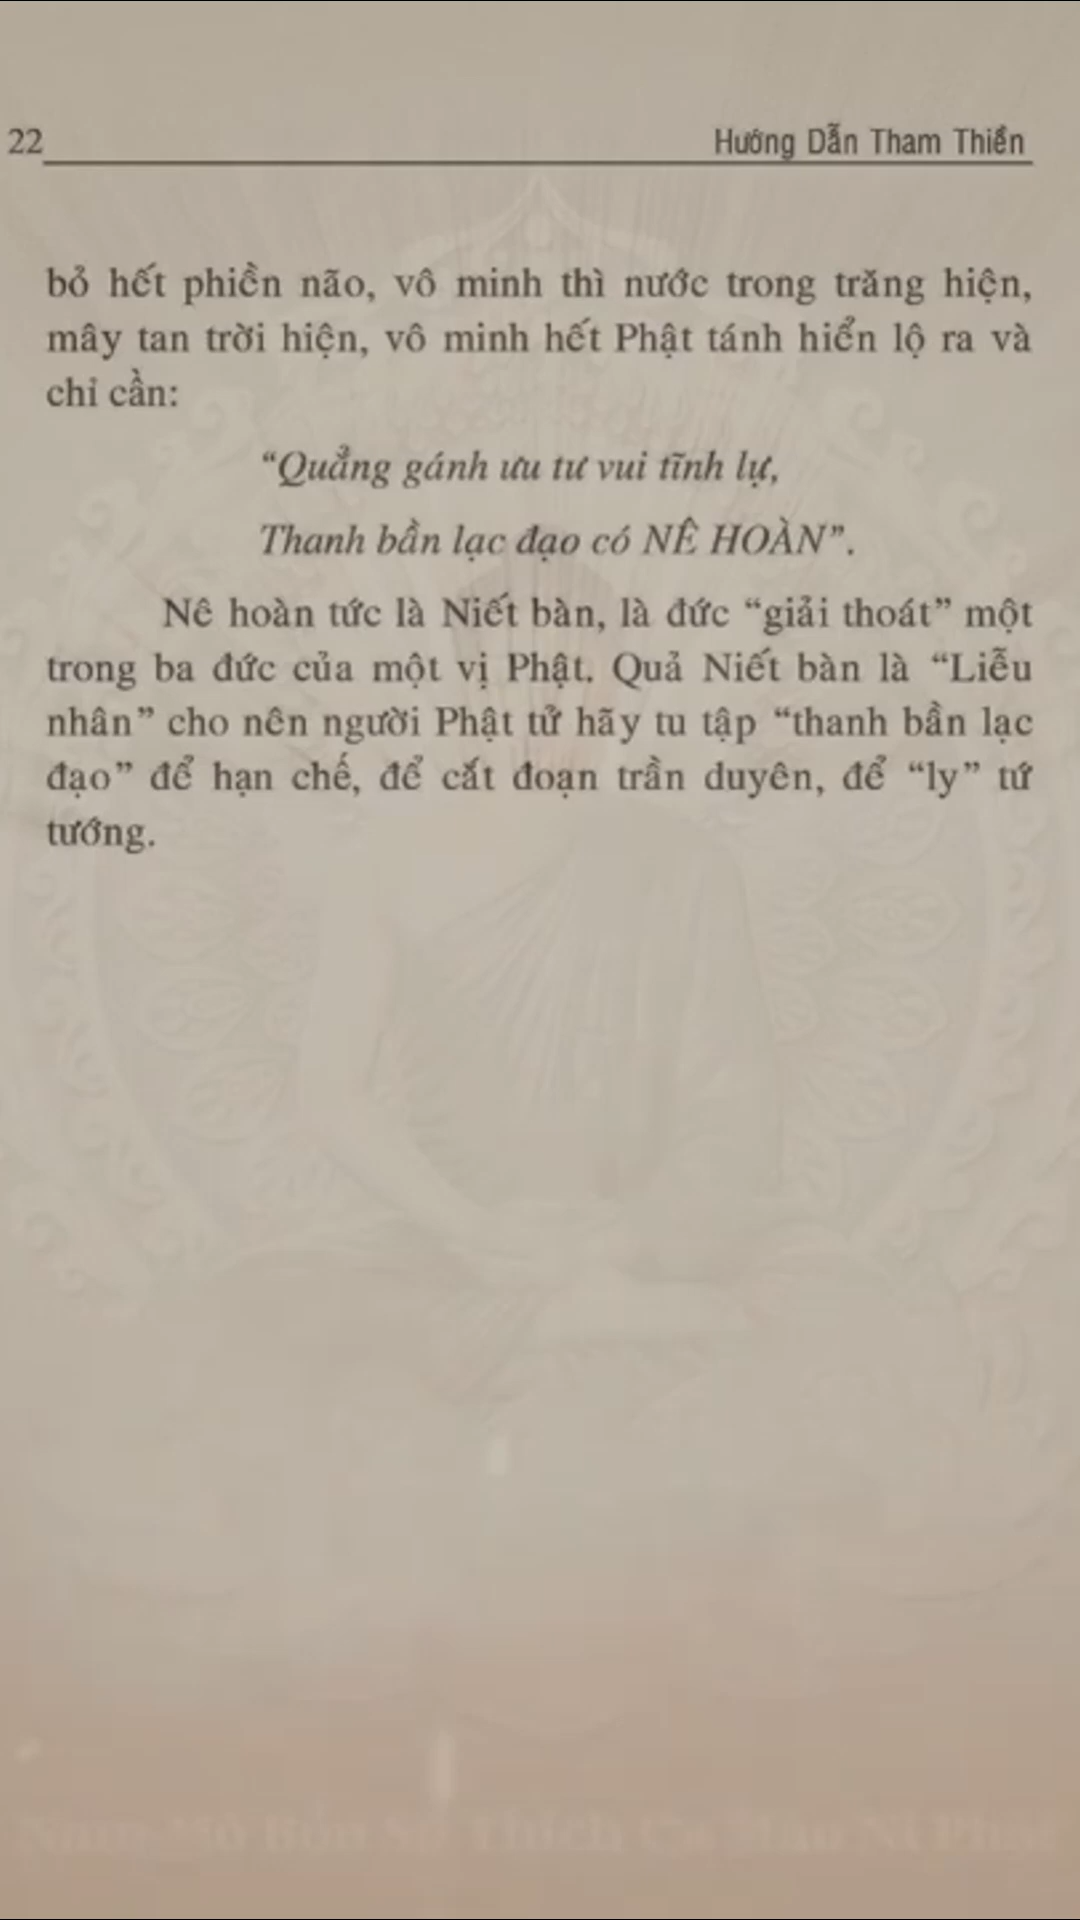 22 Hướng Dẫn Tham Thiền
bỏ hết phiền não, vô minh thì nước trong trăng hiện,
mây tan trời hiện, vô minh hết Phật tánh hiển lộ ra và
chỉ cần:
“Quẳng gánh ưu tư vui tĩnh lự,
Thanh bần lạc đạo có NÊ HOÀN”.
Nê hoàn tức là Niết bàn, là đức “giải thoát” một
trong ba đức của một vị Phật. Quả Niết bàn là “Liễu
nhân” cho nên người Phật tử hãy tu tập “thanh bần lạc
đạo” để hạn chế, để cắt đoạn trần duyên, để “ly” tứ
tướng.